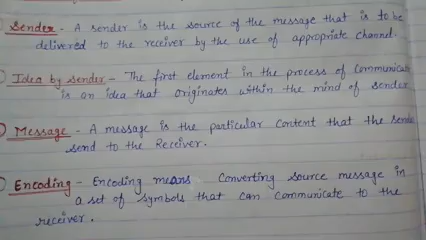 Sender - A sender is the source of the message that is to be
delivered to the receiver by the use of appropriate channel.
Idea by sender - The first element in the process of Communicate
is an idea that originates within the mind of sender
Message - A message is the particular Content that the sende
send to the Receiver.
Encoding - Encoding means Converting source message in
a set of symbols that can Communicate to the
receiver.